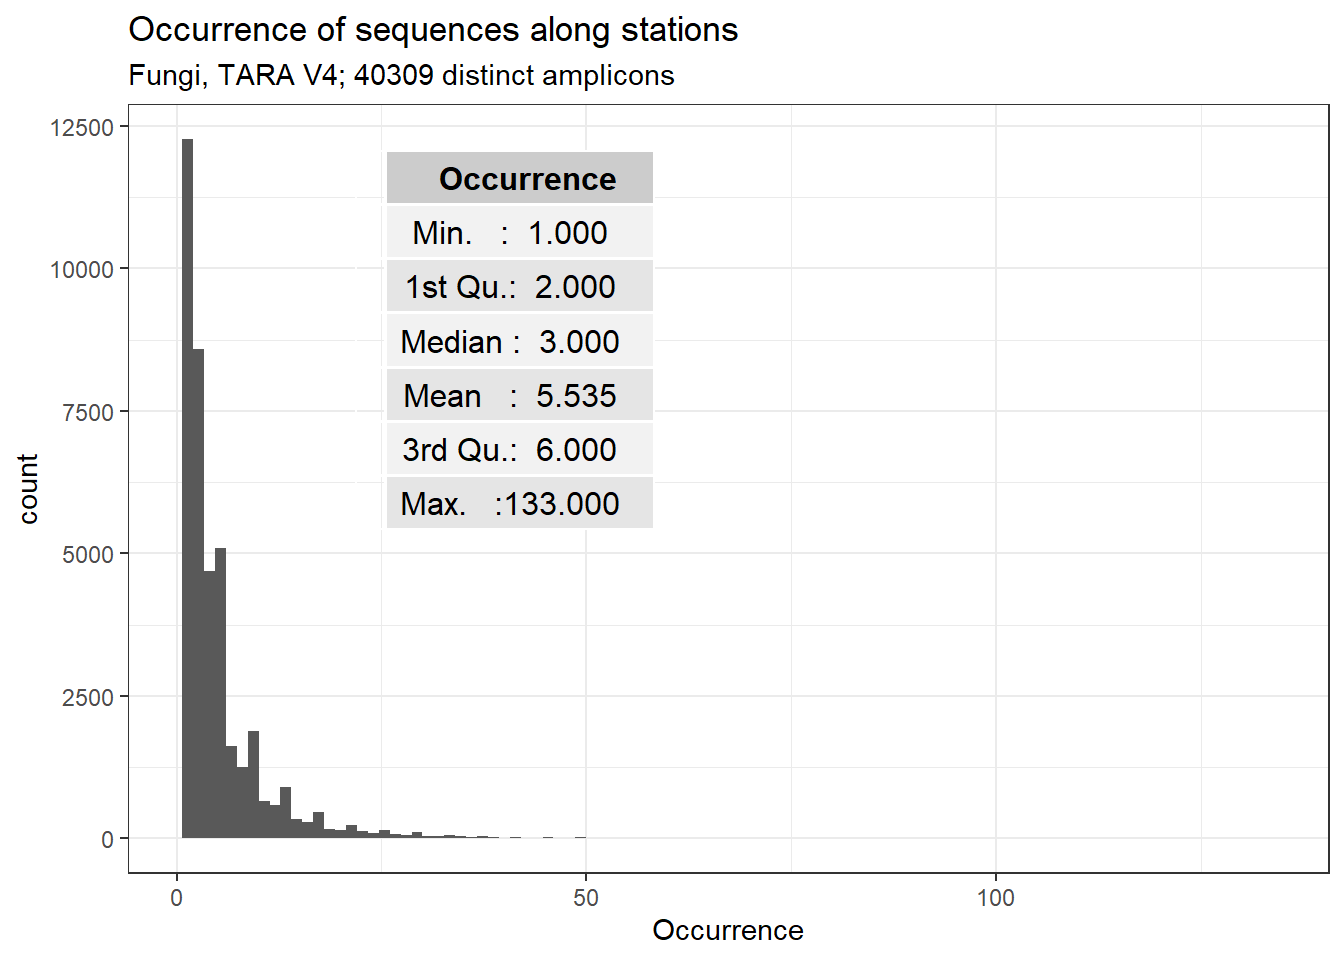 Occurrence of sequences along stations
Fungi, TARA V4; 40309 distinct amplicons
12500
10000
7500
5000
2500
0
count
Occurrence
Min.   :  1.000
1st Qu.:  2.000
Median :  3.000
Mean   :  5.535
3rd Qu.:  6.000
Max.   :133.000
0 50 100
Occurrence